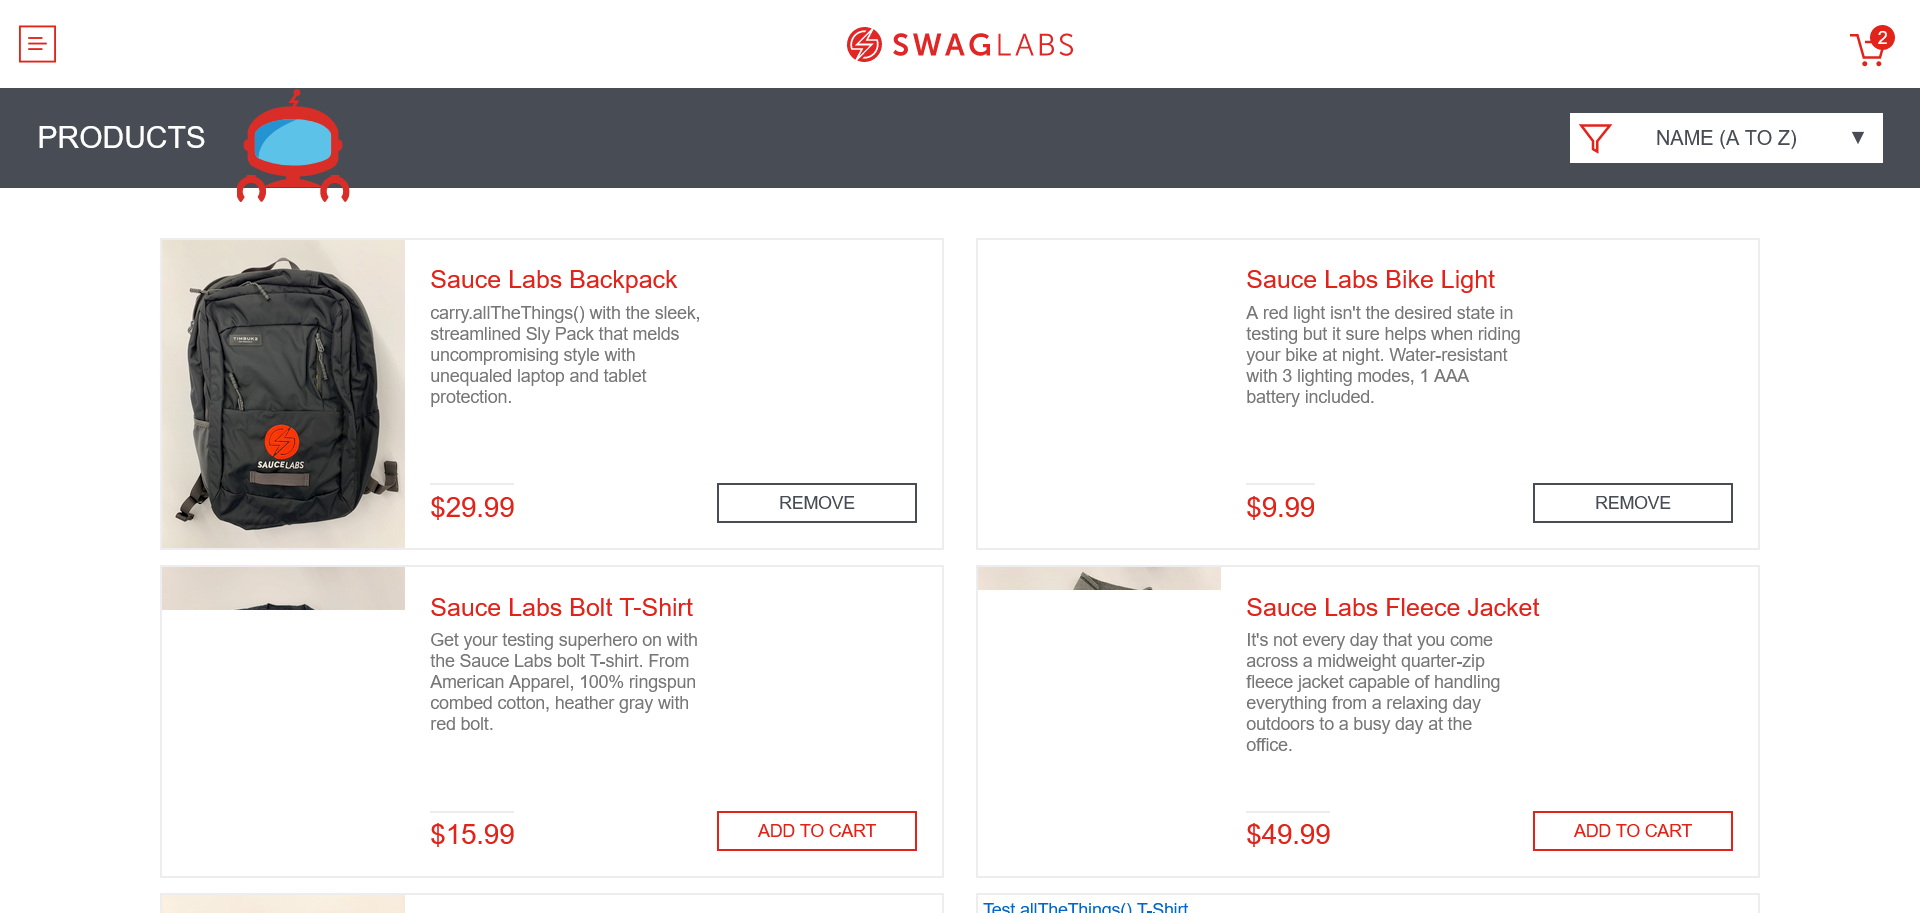 SWAGLABS
2
PRODUCTS
NAME (A TO Z)
TIMBUK2
SAUCELABS
Sauce Labs Backpack
carry.allTheThings() with the sleek,
streamlined Sly Pack that melds
uncompromising style with
unequaled laptop and tablet
protection.
$29.99
REMOVE
Sauce Labs Bike Light
A red light isn't the desired state in
testing but it sure helps when riding
your bike at night. Water-resistant
with 3 lighting modes, 1 AAA
battery included.
$9.99
REMOVE
Sauce Labs Bolt T-Shirt
Get your testing superhero on with
the Sauce Labs bolt T-shirt. From
American Apparel, 100% ringspun
combed cotton, heather gray with
red bolt.
$15.99
ADD TO CART
Sauce Labs Fleece Jacket
It's not every day that you come
across a midweight quarter-zip
fleece jacket capable of handling
everything from a relaxing day
outdoors to a busy day at the
office.
$49.99
ADD TO CART
Test.allTheThings() T-Shirt